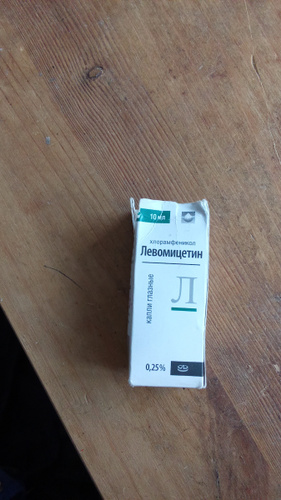 10 мл
хлорамфеникол
Левомицетин
капли глазные
Л
0,25%